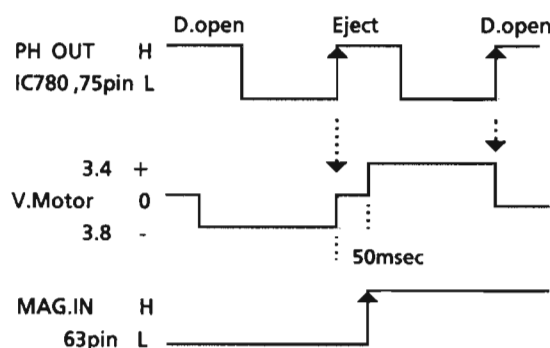 D.open Eject D.open
PH OUT H
IC780 ,75pin L
3.4 +
V.Motor 0
3.8 -
50msec
MAG.IN H
63pin L